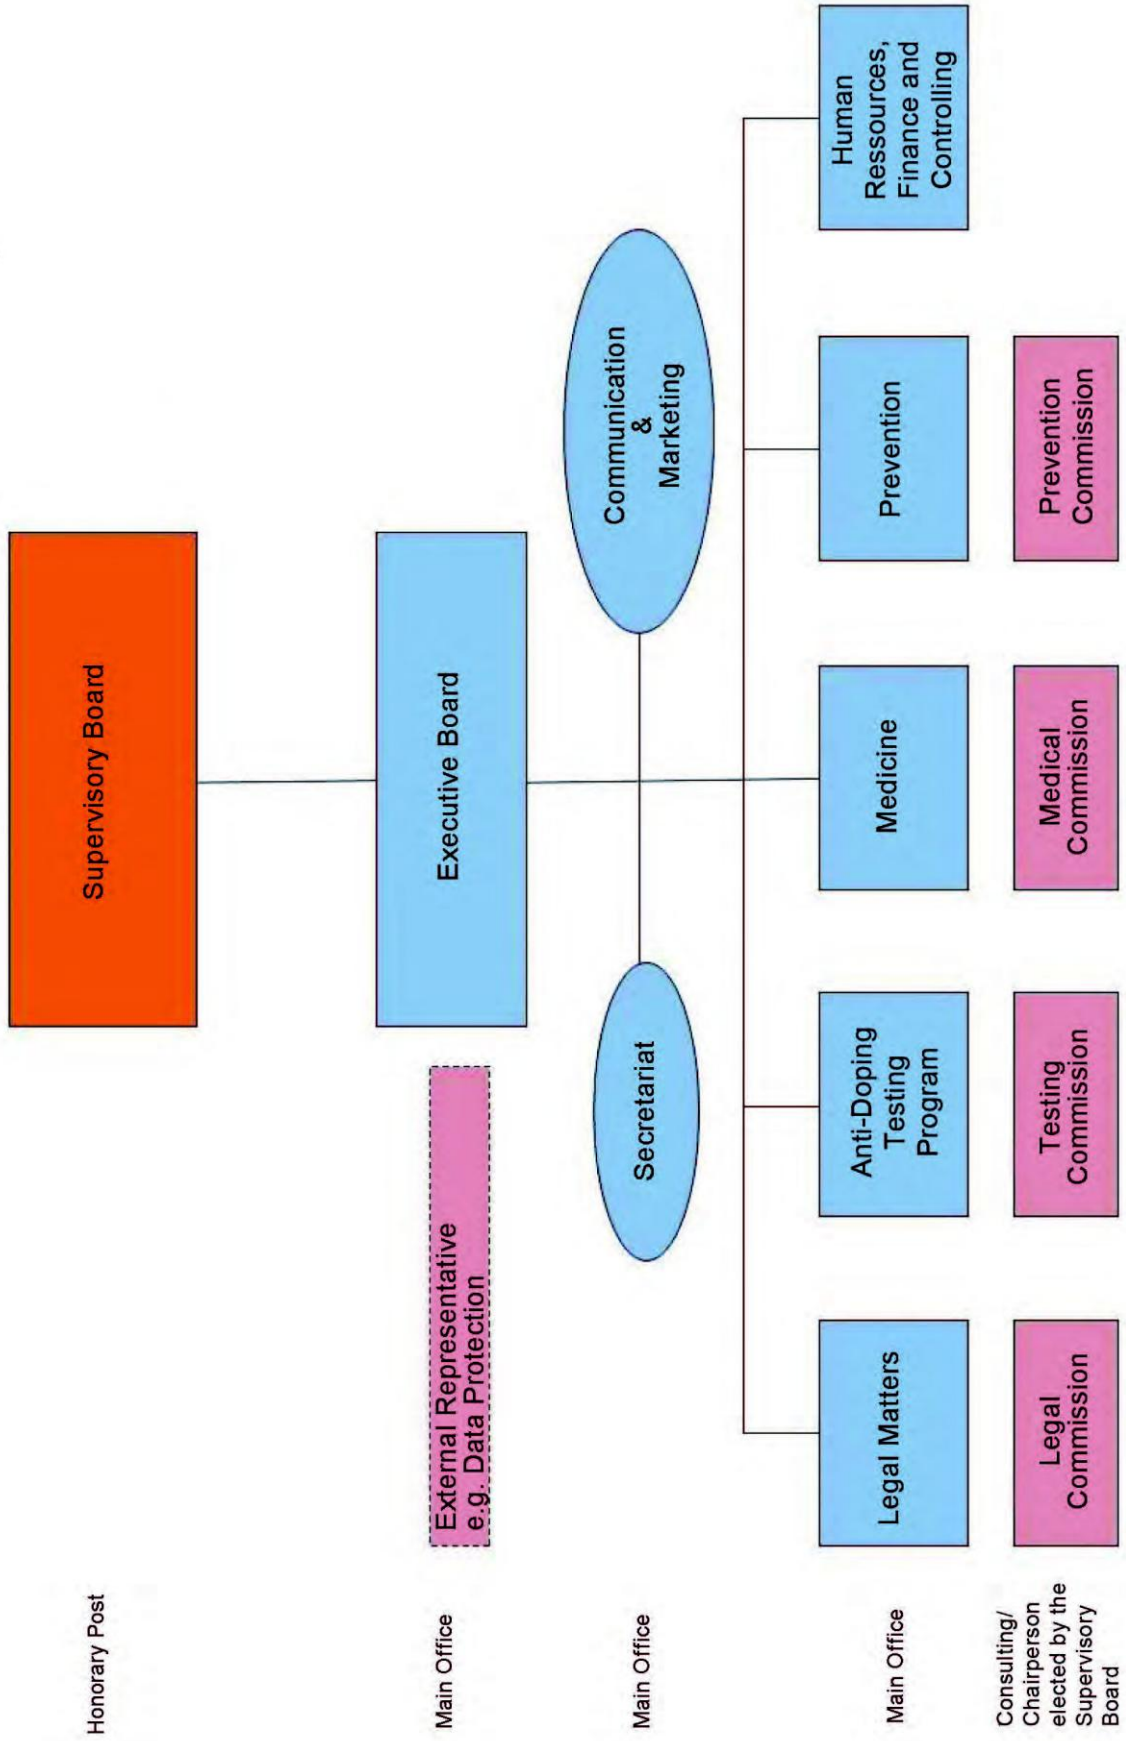 Honorary Post
Supervisory Board
Main Office
External Representative
e.g. Data Protection
Executive Board
Main Office
Secretariat
Communication
&
Marketing
Main Office
Legal Matters
Anti-Doping
Testing
Program
Medicine
Prevention
Human
Ressources,
Finance and
Controlling
Consulting/
Chairperson
elected by the
Supervisory
Board
Legal
Commission
Testing
Commission
Medical
Commission
Prevention
Commission